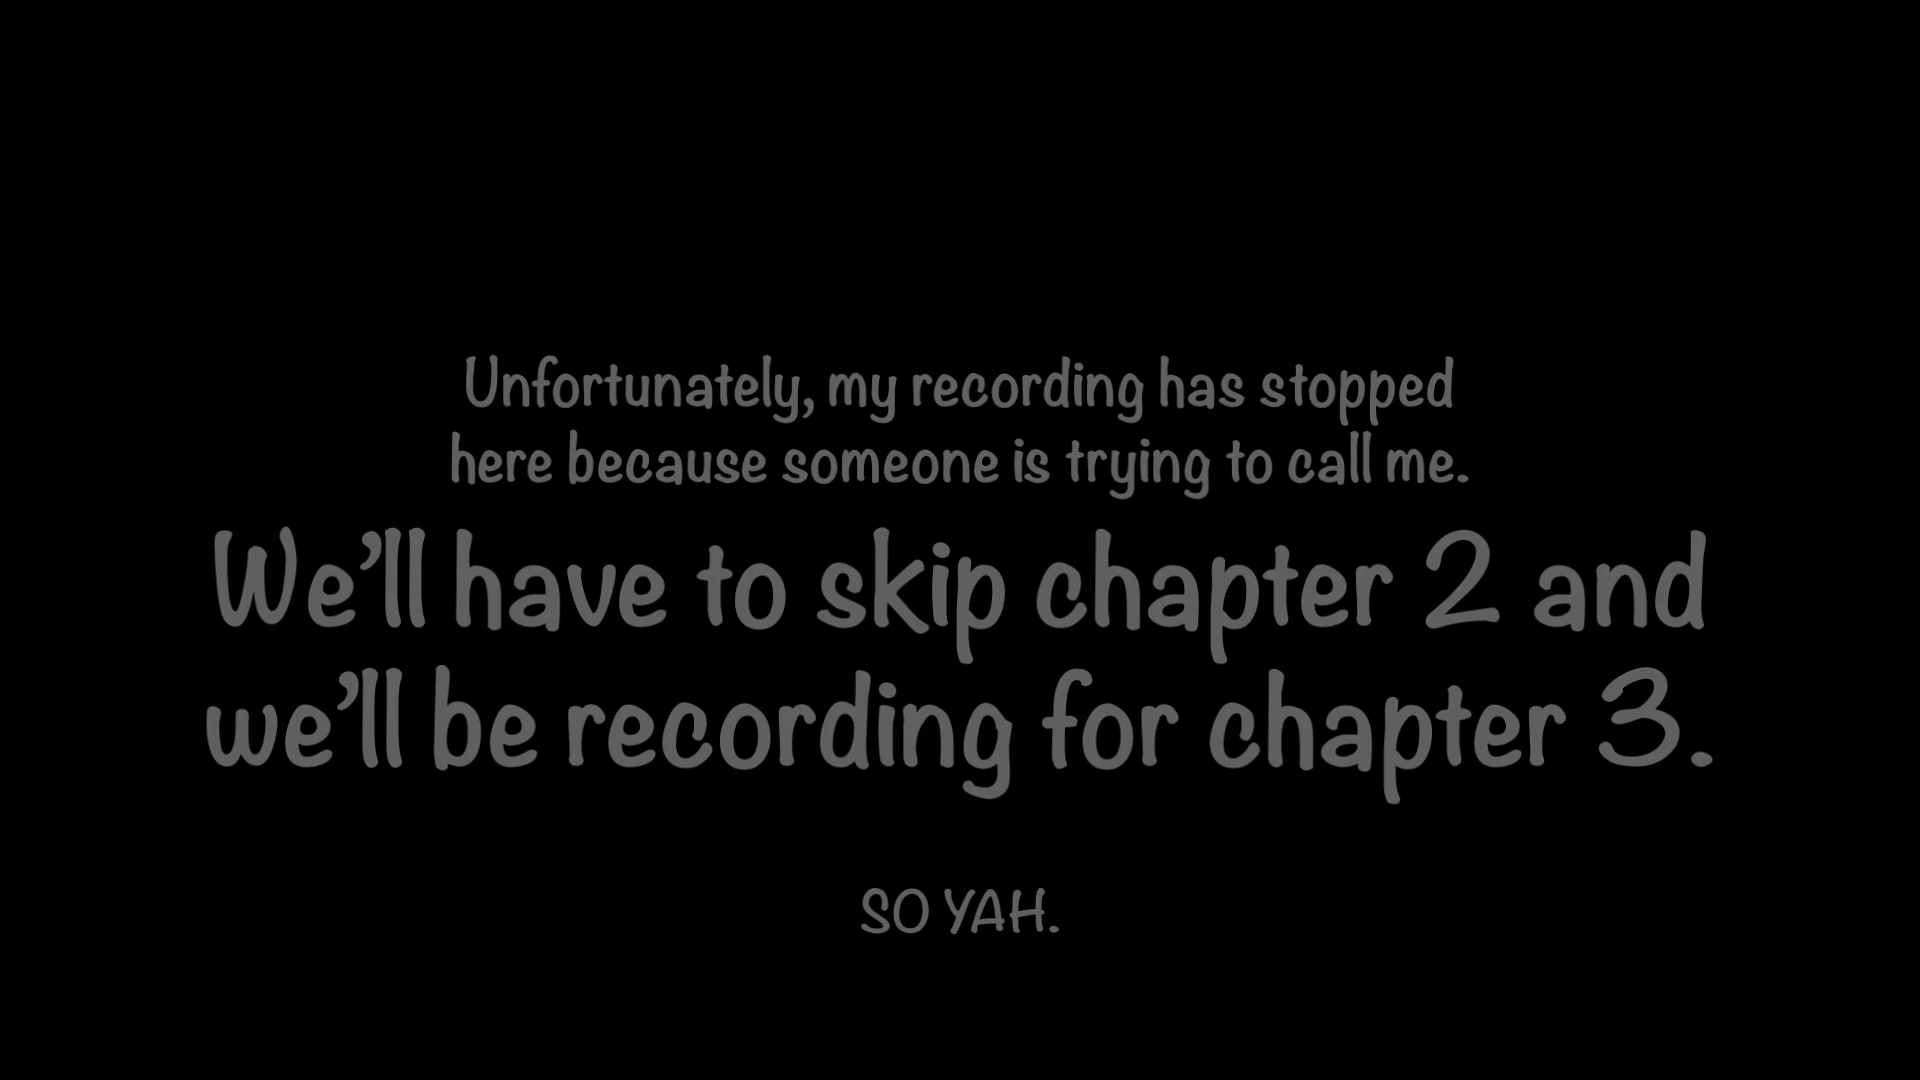 Unfortunately, my recording has stopped
here because someone is trying to call me.
We’ll have to skip chapter 2 and
we’ll be recording for chapter 3.
SO YAH.